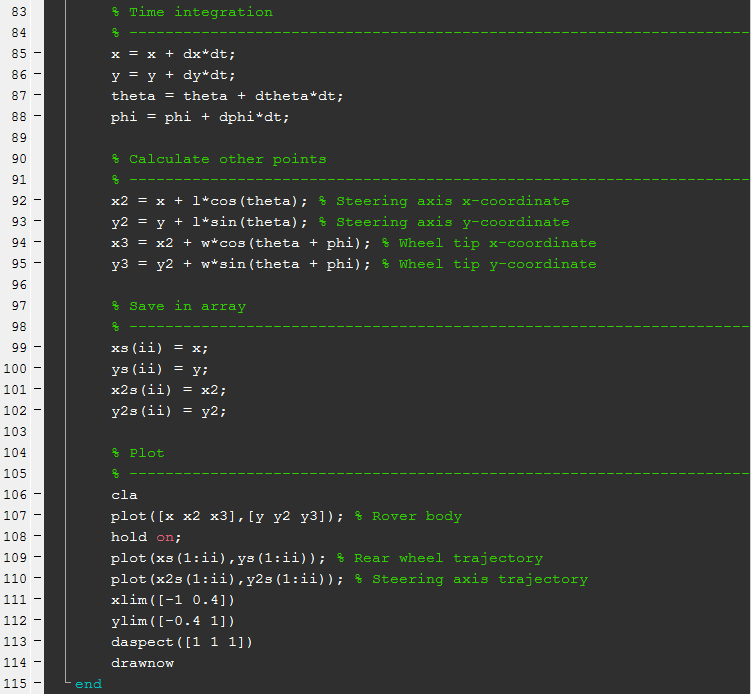 83 % Time integration
84 % ---------------------------------------------------------------------
85 - x = x + dx*dt;
86 - y = y + dy*dt;
87 - theta = theta + dtheta*dt;
88 - phi = phi + dphi*dt;
89
90 % Calculate other points
91 % ---------------------------------------------------------------------
92 - x2 = x + l*cos(theta); % Steering axis x-coordinate
93 - y2 = y + l*sin(theta); % Steering axis y-coordinate
94 - x3 = x2 + w*cos(theta + phi); % Wheel tip x-coordinate
95 - y3 = y2 + w*sin(theta + phi); % Wheel tip y-coordinate
96
97 % Save in array
98 % ---------------------------------------------------------------------
99 - xs(ii) = x;
100 - ys(ii) = y;
101 - x2s(ii) = x2;
102 - y2s(ii) = y2;
103
104 % Plot
105 % ---------------------------------------------------------------------
106 - cla
107 - plot([x x2 x3],[y y2 y3]); % Rover body
108 - hold on;
109 - plot(xs(1:ii),ys(1:ii)); % Rear wheel trajectory
110 - plot(x2s(1:ii),y2s(1:ii)); % Steering axis trajectory
111 - xlim([-1 0.4])
112 - ylim([-0.4 1])
113 - daspect([1 1 1])
114 - drawnow
115 - end